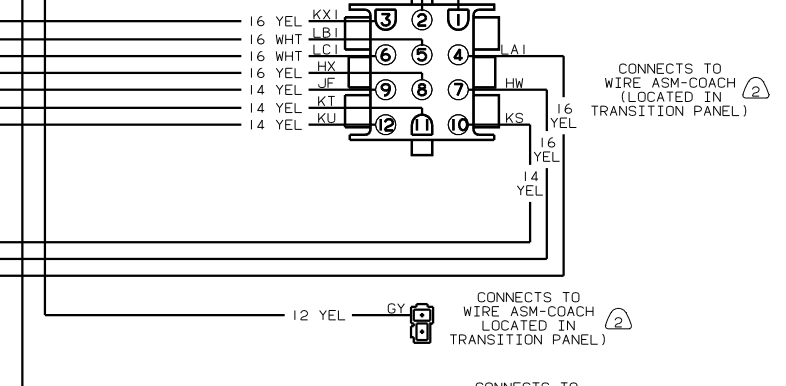 16 YEL KX1 3 2 1
16 WHT LB1
16 WHT LC1 6 5 4 LA1
16 YEL HX
14 YEL JF 9 8 7 HW
14 YEL KT
14 YEL KU 12 11 10 KS
16
YEL
16
YEL
14
YEL
CONNECTS TO
WIRE ASM-COACH
(LOCATED IN
TRANSITION PANEL)
2
12 YEL GY
CONNECTS TO
WIRE ASM-COACH
LOCATED IN
TRANSITION PANEL)
2
CONNECTS TO